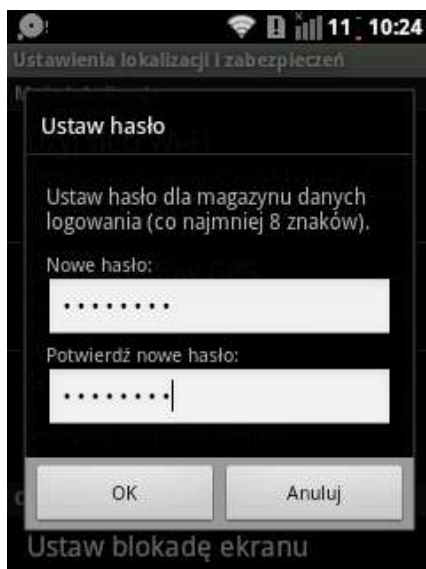 11 10:24
Ustawienia lokalizacji i zabezpieczeń
Ustaw hasło
Ustaw hasło dla magazynu danych
logowania (co najmniej 8 znaków).
Nowe hasło:
••••••••
Potwierdź nowe hasło:
••••••••
OK Anuluj
Ustaw blokadę ekranu